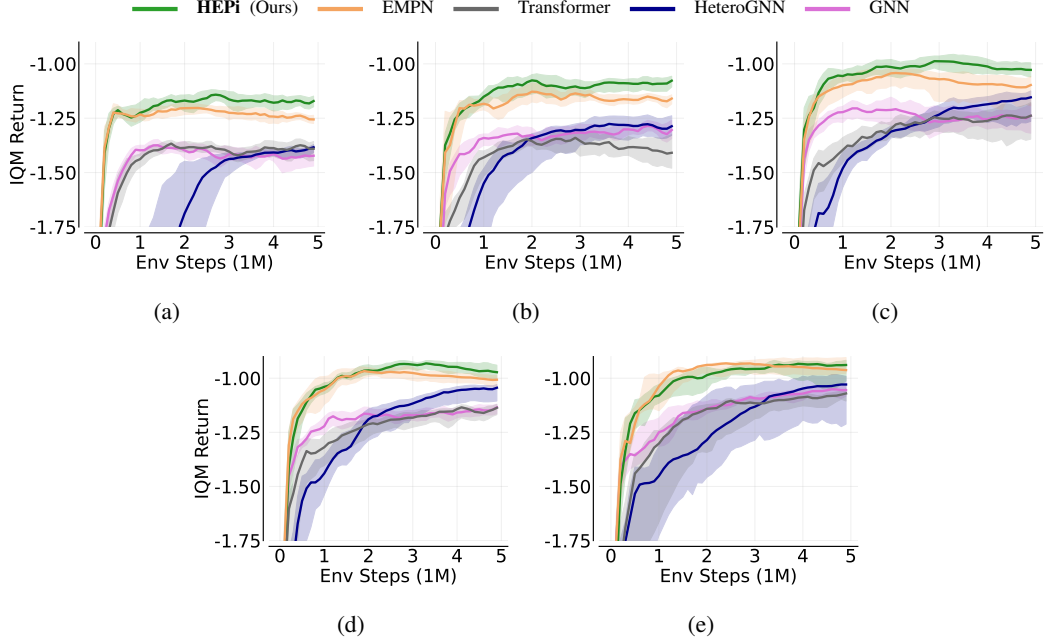 HEPi (Ours) EMPN Transformer HeteroGNN GNN
IQM Return
-1.00
-1.25
-1.50
-1.75
0 1 2 3 4 5
Env Steps (1M)
(a)
-1.00
-1.25
-1.50
-1.75
0 1 2 3 4 5
Env Steps (1M)
(b)
-1.00
-1.25
-1.50
-1.75
0 1 2 3 4 5
Env Steps (1M)
(c)
IQM Return
-1.00
-1.25
-1.50
-1.75
0 1 2 3 4 5
Env Steps (1M)
(d)
-1.00
-1.25
-1.50
-1.75
0 1 2 3 4 5
Env Steps (1M)
(e)